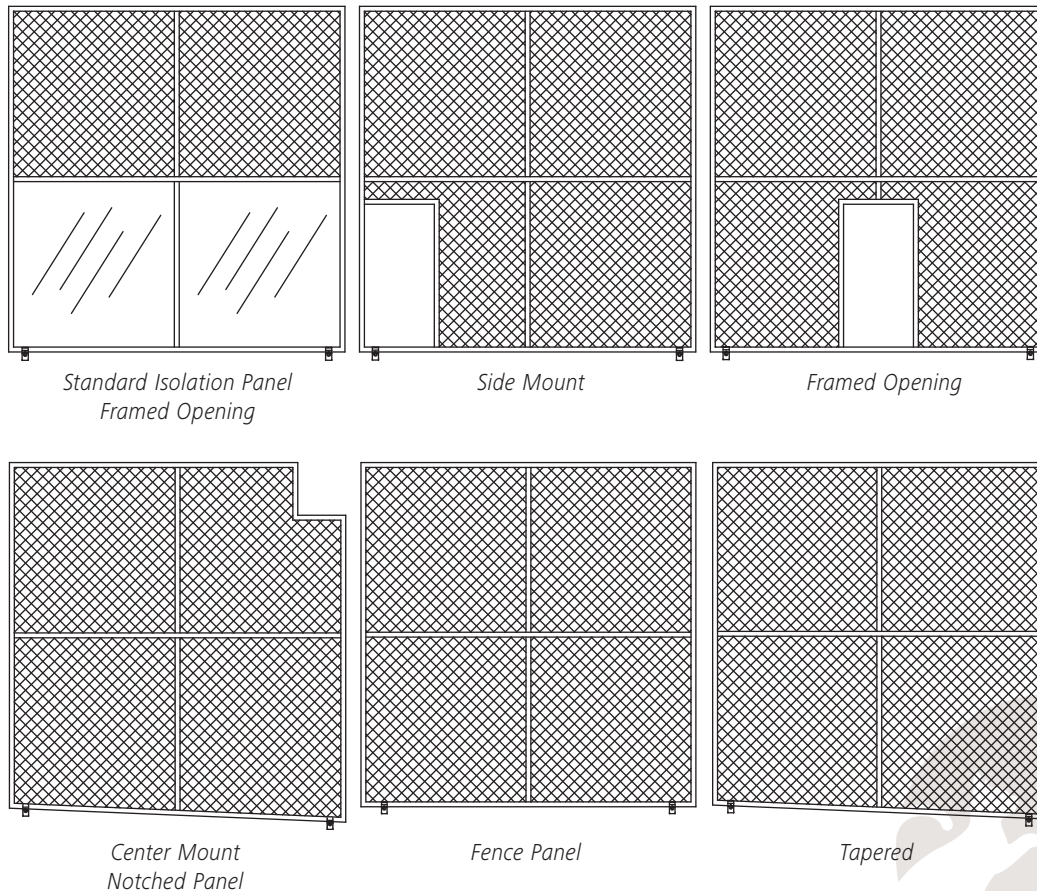 Standard Isolation Panel
Framed Opening
Side Mount
Framed Opening
Center Mount
Notched Panel
Fence Panel
Tapered